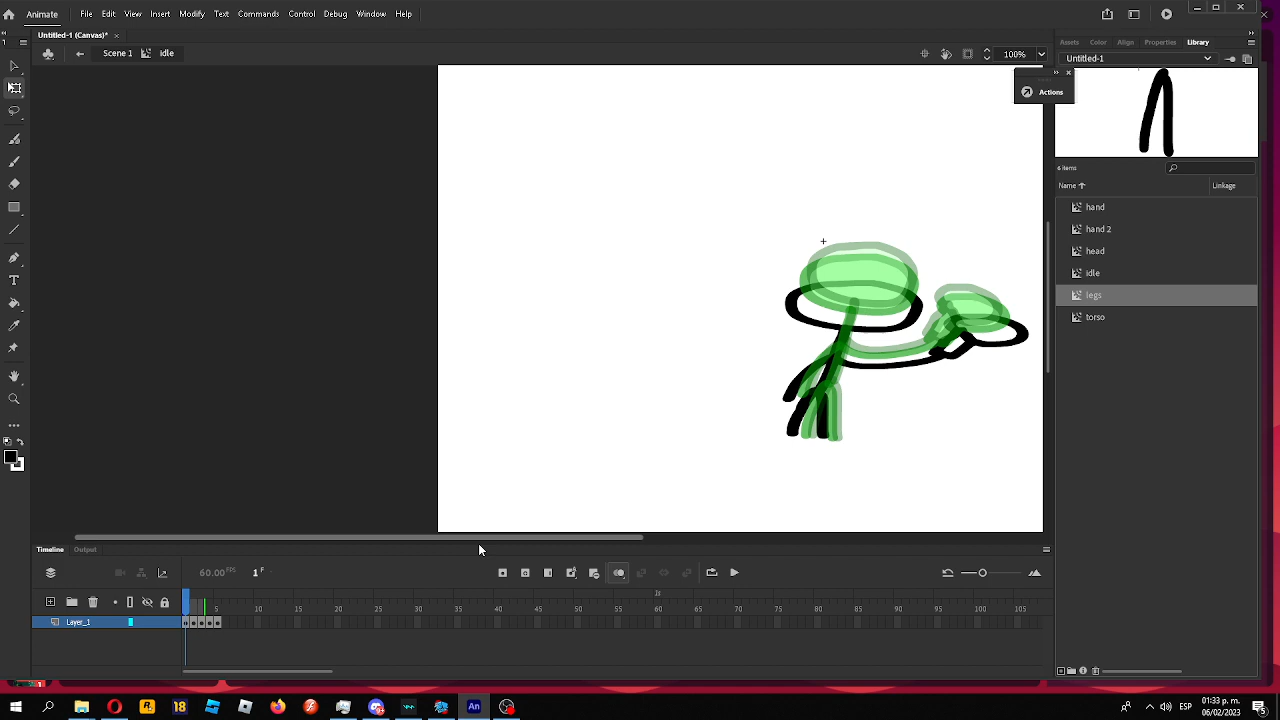 Animate File Edit View Insert Modify Text Commands Control Debug Window Help
Untitled-1 (Canvas)*
Scene 1 Idle 100%
Assets Color Align Properties Library
Untitled-1
Actions
6 items
Name Linkage
hand
hand 2
head
idle
legs
torso
Timeline Output
60.00 FPS 1 F
1s
5 10 15 20 25 30 35 40 45 50 55 60 65 70 75 80 85 90 95 100 105
Layer_1
An ESP 01:33 p. m.
06/02/2023